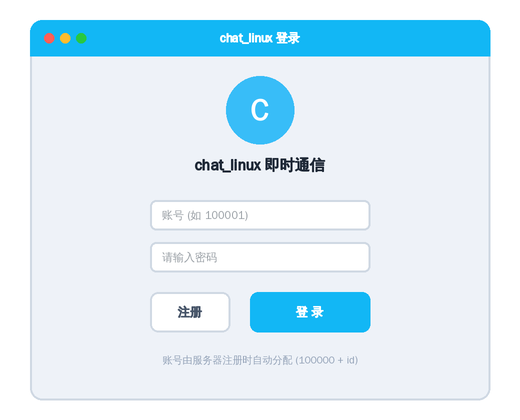 chat_linux 登录
C
chat_linux 即时通信
账号 (如 100001)
请输入密码
注册
登 录
账号由服务器注册时自动分配 (100000 + id)